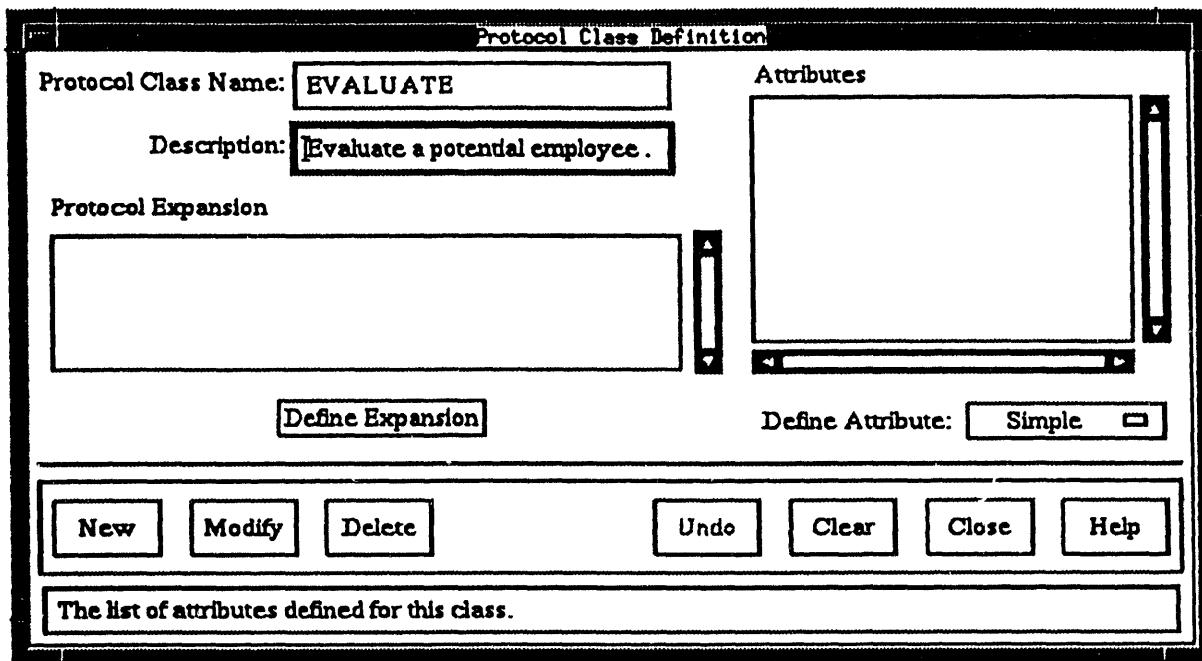 Protocol Class Definition
Protocol Class Name: EVALUATE
Attributes
Description: Evaluate a potential employee .
Protocol Expansion
Define Expansion
Define Attribute: Simple
New Modify Delete Undo Clear Close Help
The list of attributes defined for this class.